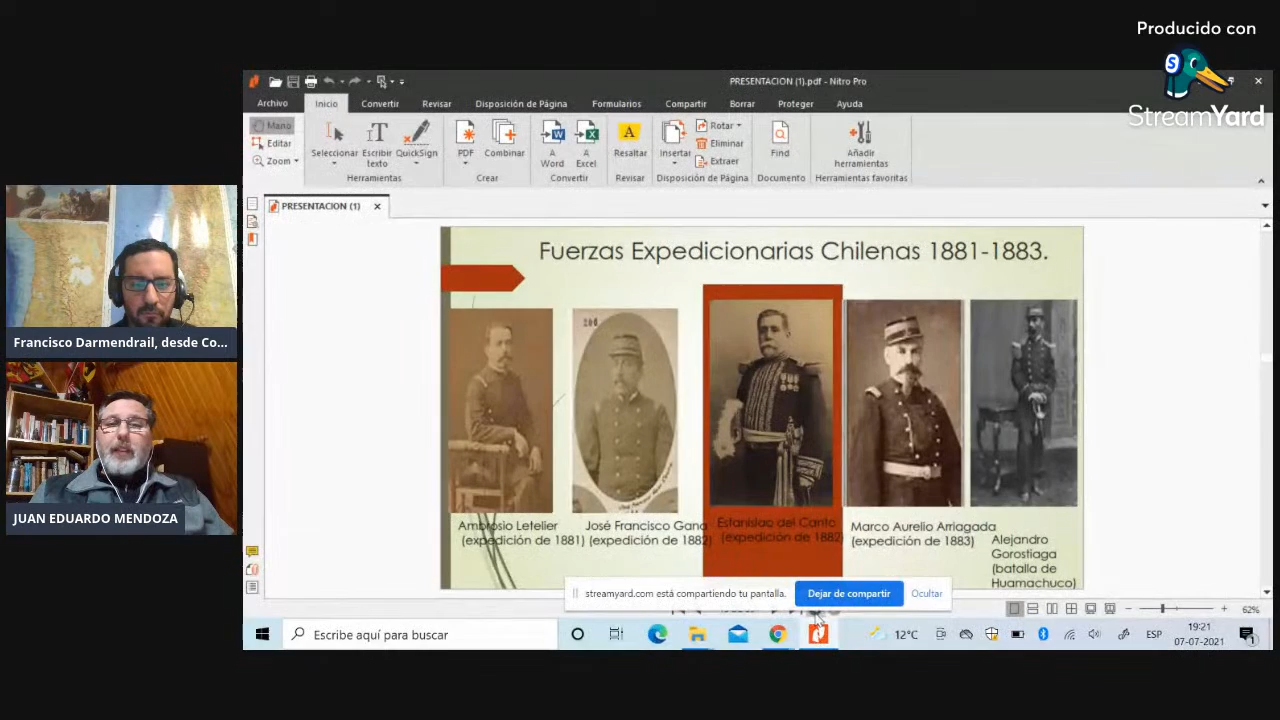 Producido con
StreamYard
PRESENTACION (1).pdf - Nitro Pro
Archivo
Inicio
Convertir
Revisar
Disposición de Página
Formularios
Compartir
Borrar
Proteger
Ayuda
Mano
Editar
Zoom
Seleccionar
Escribir texto
QuickSign
Herramientas
PDF
Combinar
Crear
A Word
A Excel
Convertir
Resaltar
Revisar
Insertar
Rotar
Eliminar
Extraer
Disposición de Página
Find
Documento
Añadir herramientas
Herramientas favoritas
PRESENTACION (1)
Fuerzas Expedicionarias Chilenas 1881-1883.
Ambrosio Letelier
(expedición de 1881)
José Francisco Gana
(expedición de 1882)
Estanislao del Canto
(expedición de 1882)
Marco Aurelio Arriagada
(expedición de 1883)
Alejandro
Gorostiaga
(batalla de
Huamachuco)
Francisco Darmendrail, desde Co...
JUAN EDUARDO MENDOZA
streamyard.com está compartiendo tu pantalla.
Dejar de compartir
Ocultar
62%
Escribe aquí para buscar
12°C
ESP
19:21
07-07-2021